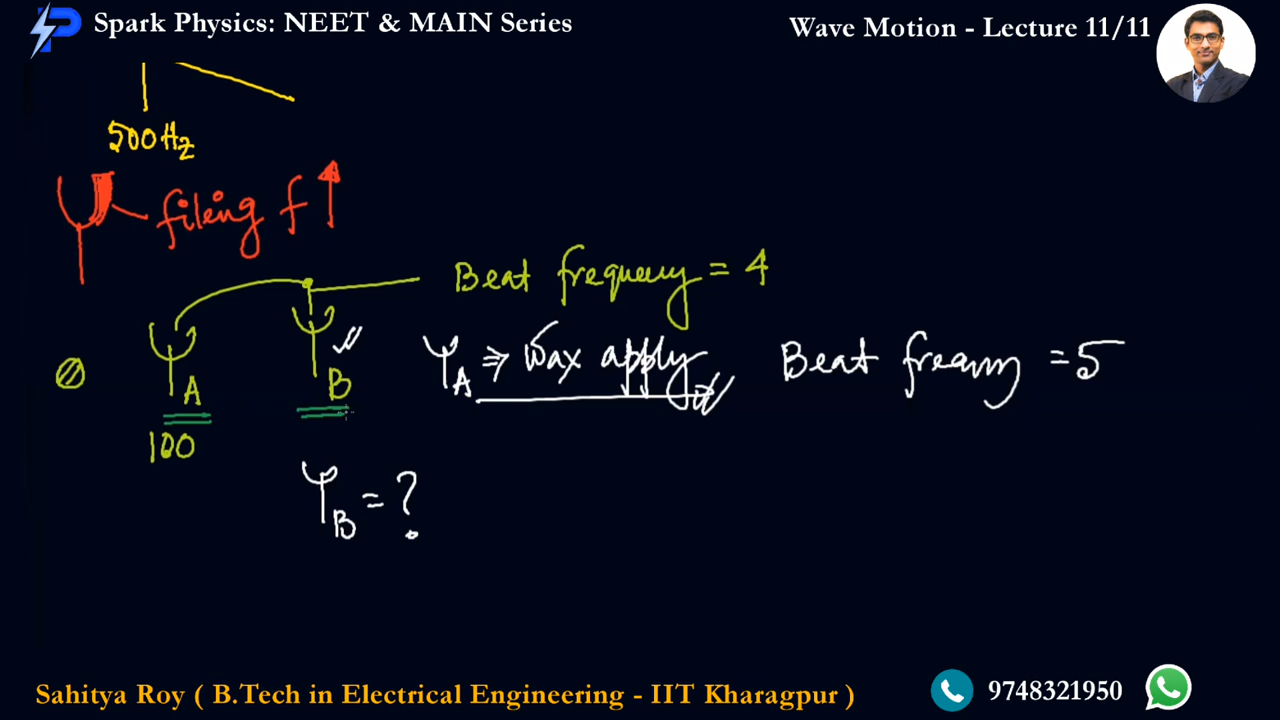 Spark Physics: NEET & MAIN Series
Wave Motion - Lecture 11/11
500Hz
filing f ↑
Beat frequency = 4
A ⇒ Wax apply
Beat = 5
A
B
100
B = ?
Sahitya Roy ( B.Tech in Electrical Engineering - IIT Kharagpur )
9748321950